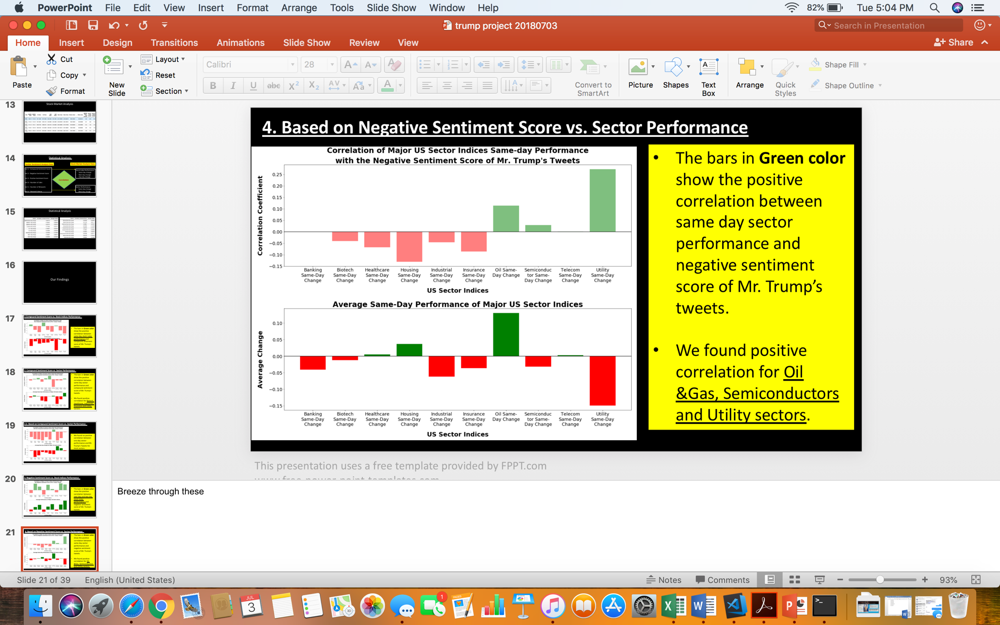 PowerPoint File Edit View Insert Format Arrange Tools Slide Show Window Help 82% Tue 5:04 PM
trump project 20180703 Search in Presentation
Home Insert Design Transitions Animations Slide Show Review View Share
Paste Cut Copy Format New Slide Layout Reset Section Calibri 28 Convert to SmartArt Picture Shapes Text Box Arrange Quick Styles Shape Fill Shape Outline
13
Stock Market Analysis
14
Statistical Analysis
15
Statistical Analysis
16
Our Findings
17
18
19
20
21
4. Based on Negative Sentiment Score vs. Sector Performance
Correlation of Major US Sector Indices Same-day Performance
with the Negative Sentiment Score of Mr. Trump's Tweets
Correlation Coefficient
0.25
0.20
0.15
0.10
0.05
0.00
−0.05
−0.10
−0.15
Banking Same-Day Change
Biotech Same-Day Change
Healthcare Same-Day Change
Housing Same-Day Change
Industrial Same-Day Change
Insurance Same-Day Change
Oil Same-Day Change
Semiconduc tor Same-Day Change
Telecom Same-Day Change
Utility Same-Day Change
US Sector Indices
Average Same-Day Performance of Major US Sector Indices
Average Change
0.10
0.05
0.00
−0.05
−0.10
−0.15
Banking Same-Day Change
Biotech Same-Day Change
Healthcare Same-Day Change
Housing Same-Day Change
Industrial Same-Day Change
Insurance Same-Day Change
Oil Same-Day Change
Semiconduc tor Same-Day Change
Telecom Same-Day Change
Utility Same-Day Change
US Sector Indices
• The bars in Green color
show the positive
correlation between
same day sector
performance and
negative sentiment
score of Mr. Trump's
tweets.
• We found positive
correlation for Oil
&Gas, Semiconductors
and Utility sectors.
This presentation uses a free template provided by FPPT.com
www.free-power-point-templates.com
Breeze through these
Slide 21 of 39 English (United States) Notes Comments 93%
JUL
3
1